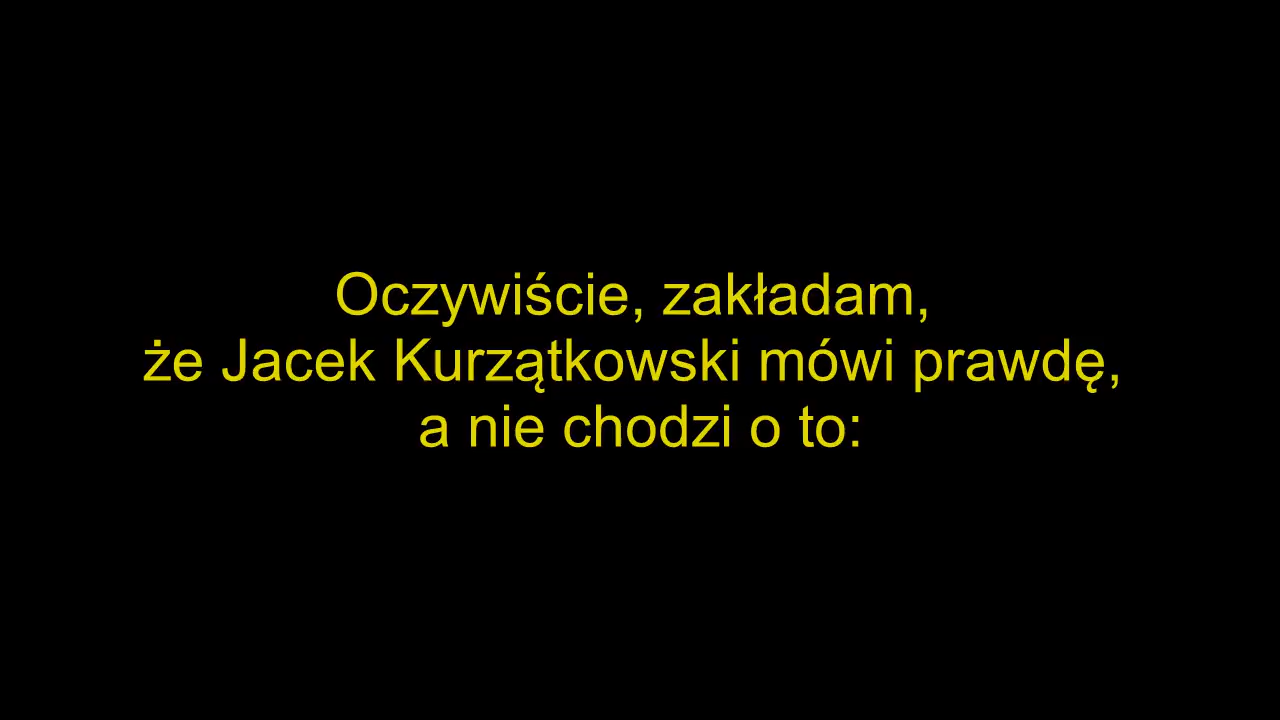 Oczywiście, zakładam,
że Jacek Kurzątkowski mówi prawdę,
a nie chodzi o to: